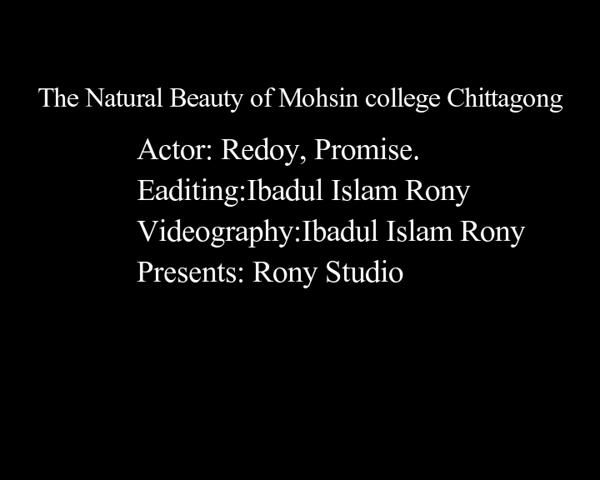 The Natural Beauty of Mohsin college Chittagong
Actor: Redoy, Promise.
Eaditing:Ibadul Islam Rony
Videography:Ibadul Islam Rony
Presents: Rony Studio